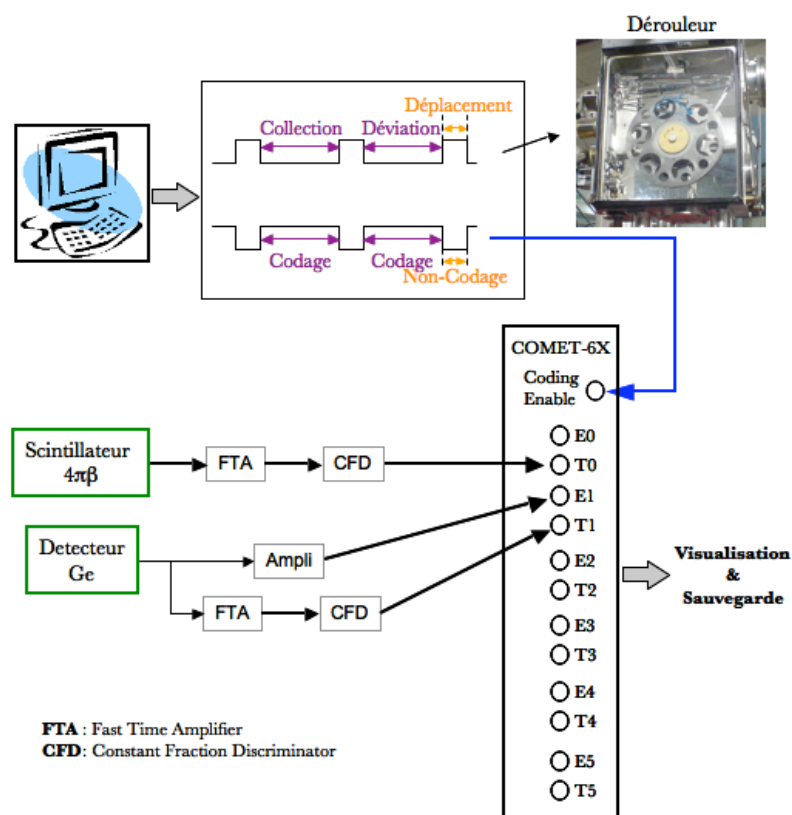 Dérouleur
Déplacement
Collection
Déviation
Codage
Codage
Non-Codage
COMET-6X
Coding
Enable
E0
Scintillateur
4πβ
FTA
CFD
T0
E1
T1
Detecteur
Ge
Ampli
FTA
CFD
E2
T2
Visualisation
&
Sauvegarde
E3
T3
E4
T4
E5
T5
FTA : Fast Time Amplifier
CFD: Constant Fraction Discriminator